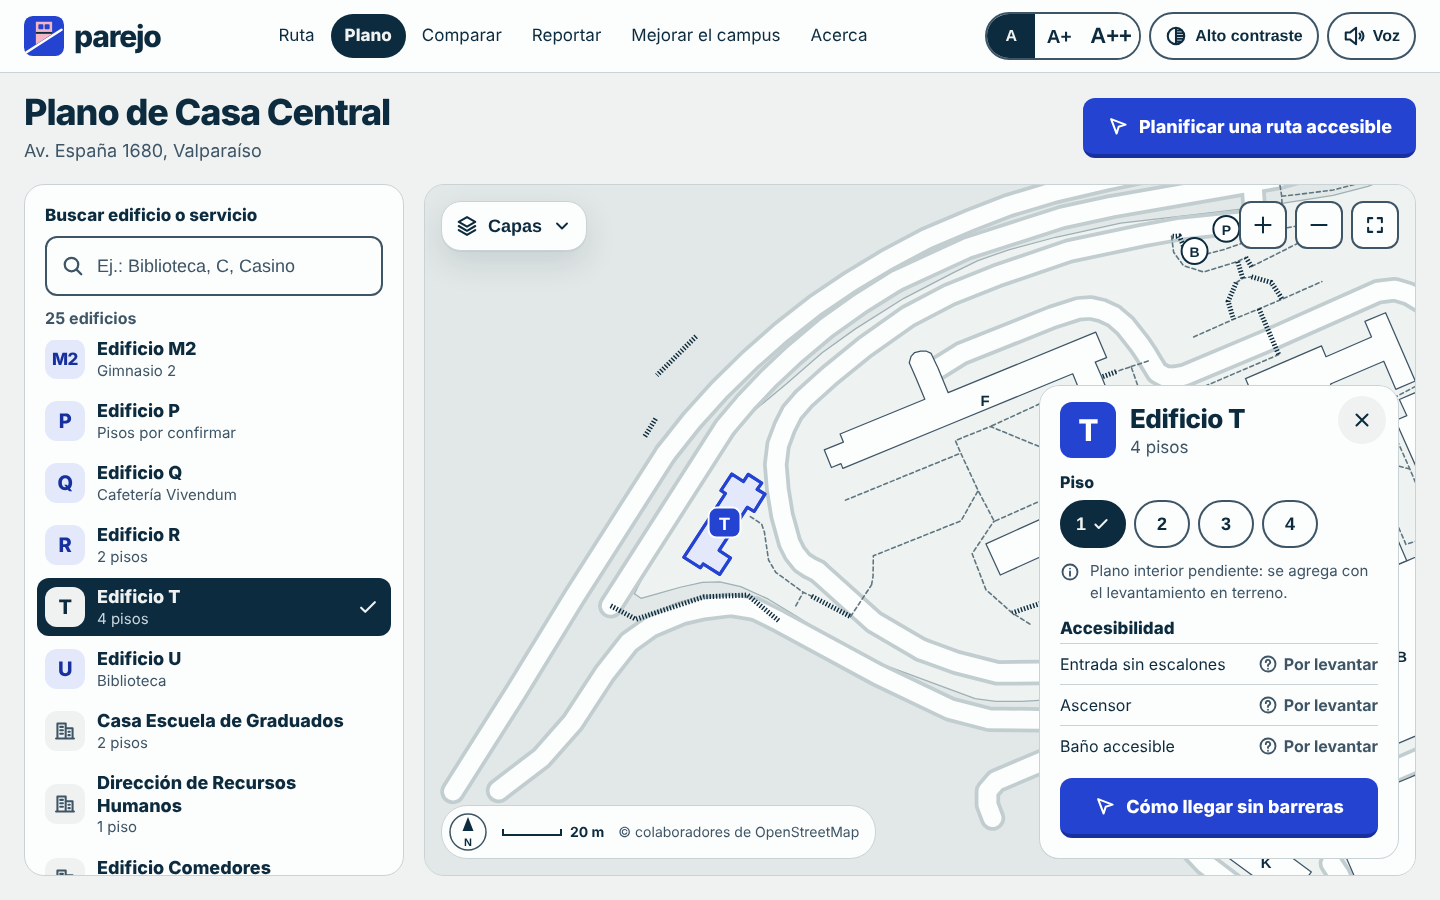 parejo
Ruta
Plano
Comparar
Reportar
Mejorar el campus
Acerca
A
A+
A++
Alto contraste
Voz
Plano de Casa Central
Av. España 1680, Valparaíso
Planificar una ruta accesible
Buscar edificio o servicio
Ej.: Biblioteca, C, Casino
25 edificios
M2
Edificio M2
Gimnasio 2
P
Edificio P
Pisos por confirmar
Q
Edificio Q
Cafetería Vivendum
R
Edificio R
2 pisos
T
Edificio T
4 pisos
U
Edificio U
Biblioteca
Casa Escuela de Graduados
2 pisos
Dirección de Recursos
Humanos
1 piso
Edificio Comedores
Capas
P
B
F
T
B
K
N
20 m
© colaboradores de OpenStreetMap
T
Edificio T
4 pisos
Piso
1
2
3
4
Plano interior pendiente: se agrega con
el levantamiento en terreno.
Accesibilidad
Entrada sin escalones
Por levantar
Ascensor
Por levantar
Baño accesible
Por levantar
Cómo llegar sin barreras